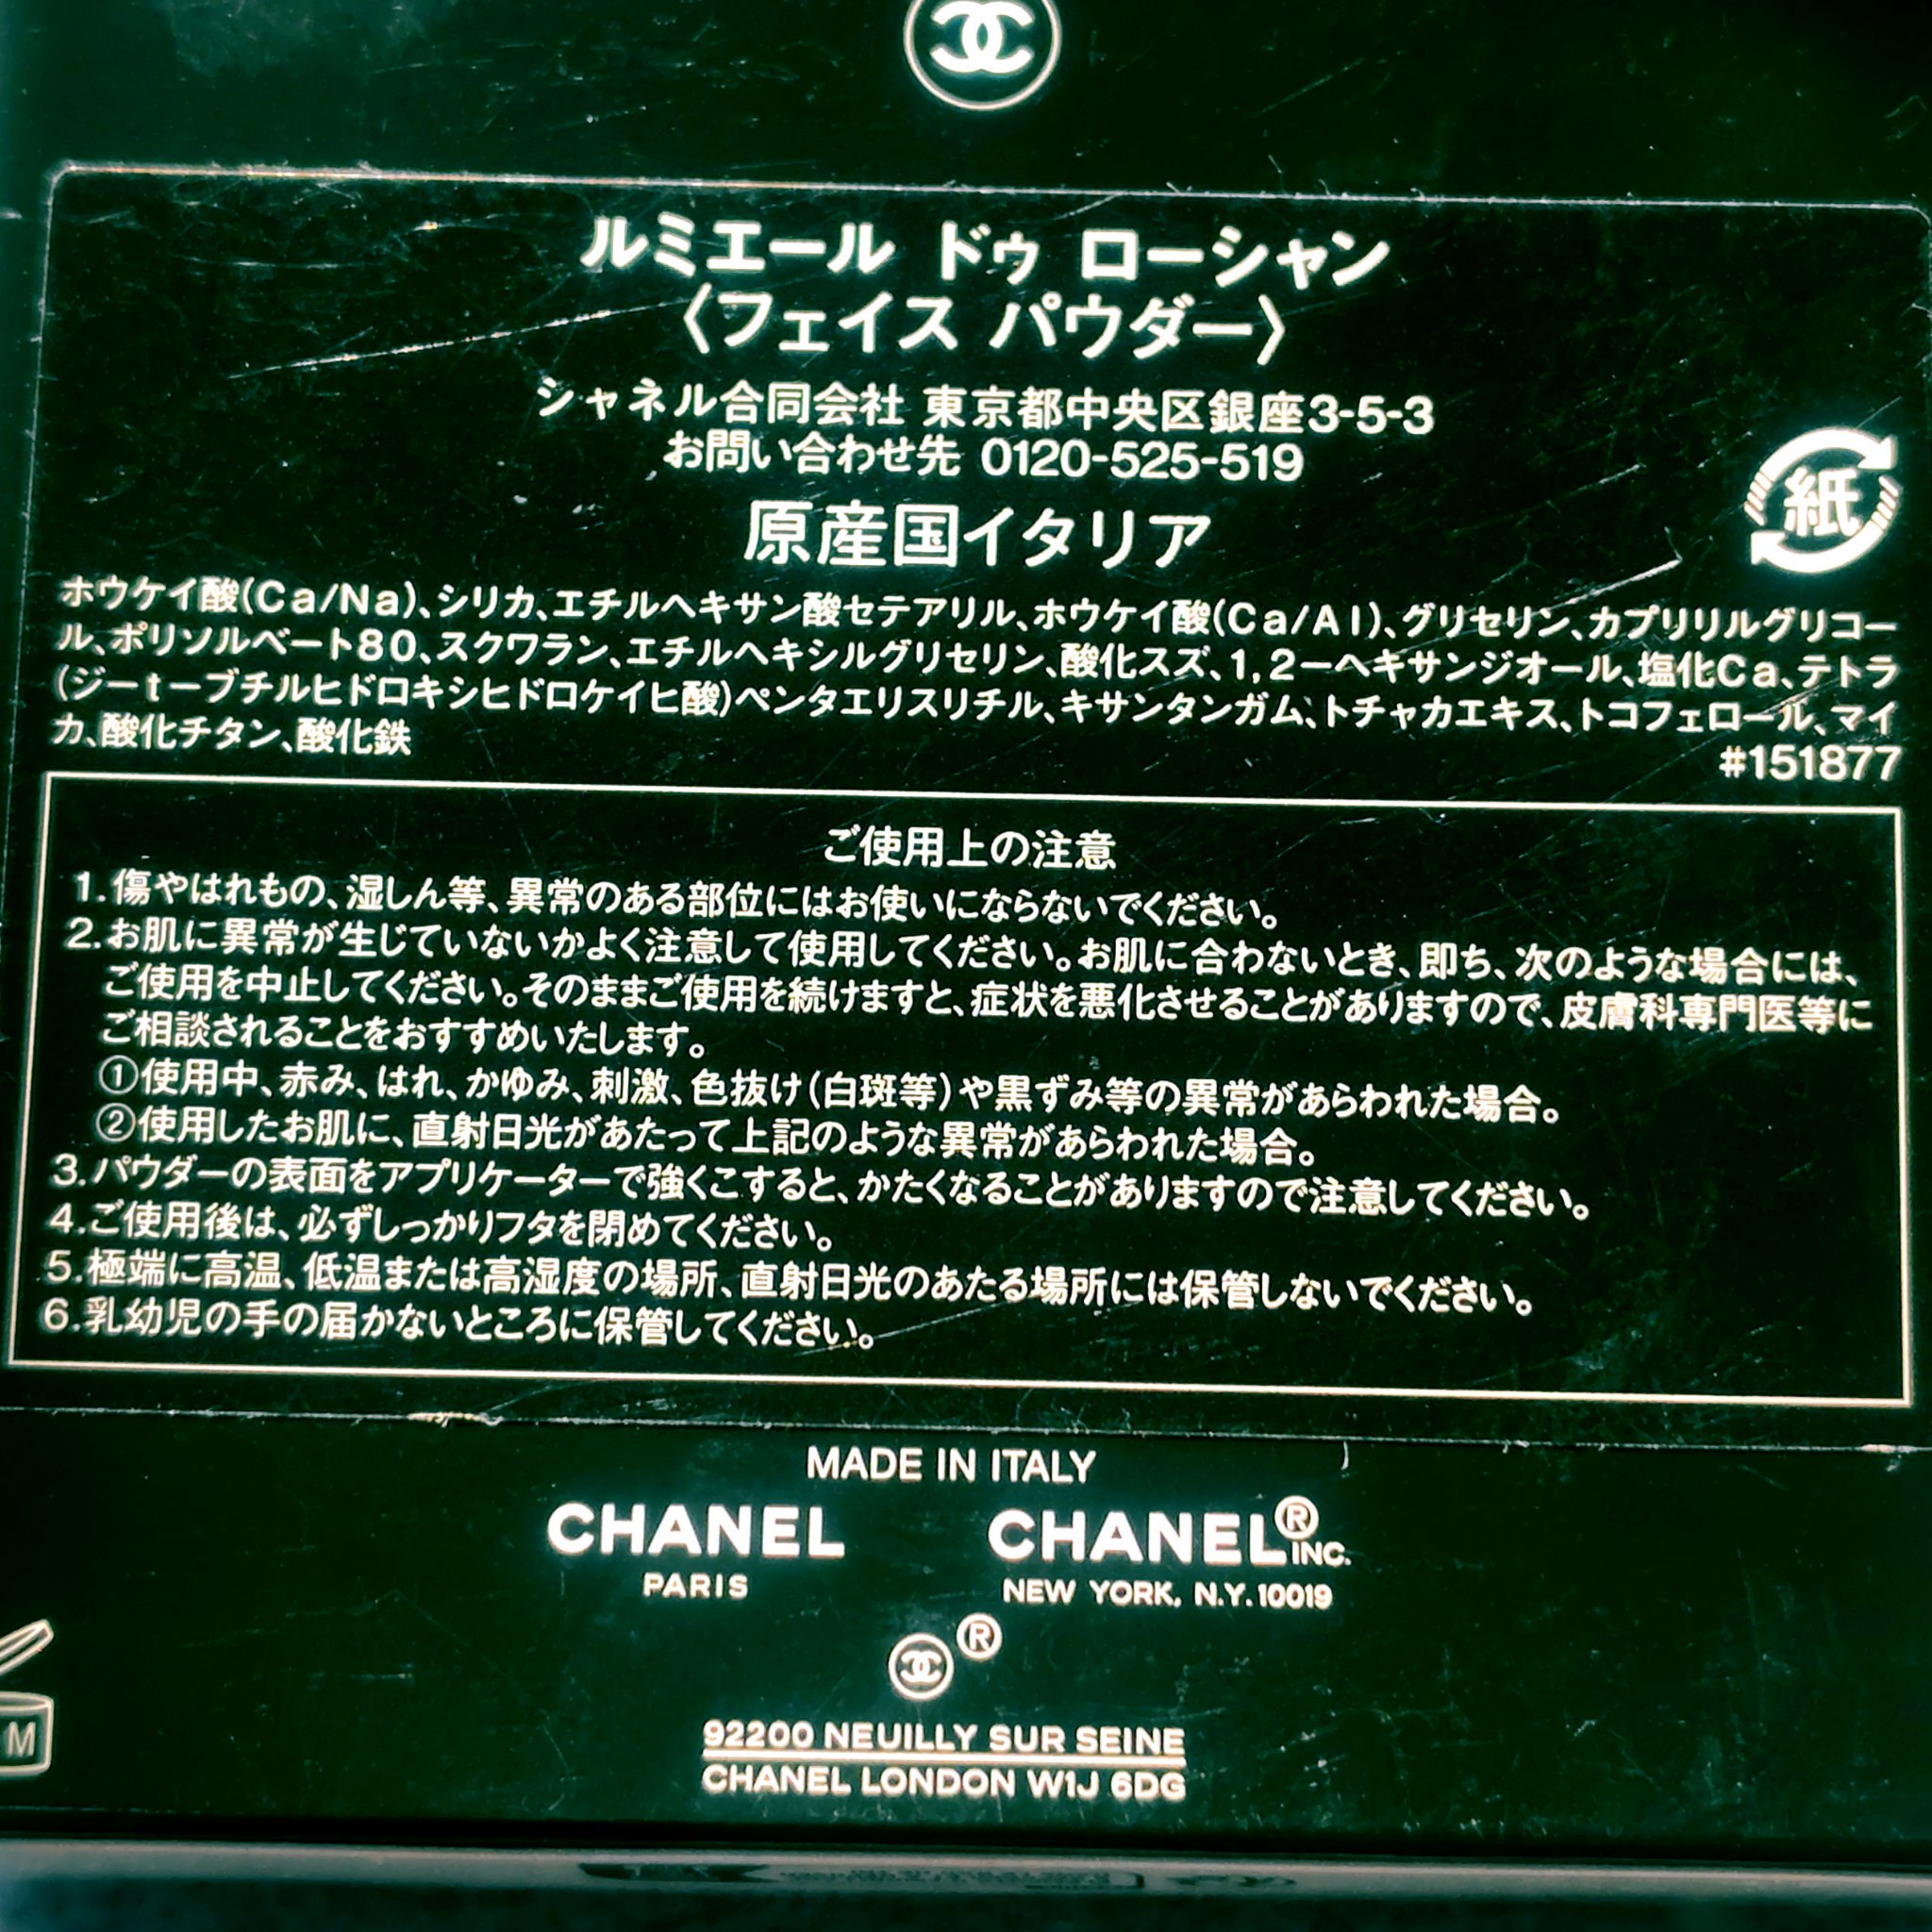 ルミエール ドゥ ローシャン
〈フェイス パウダー〉
シャネル合同会社 東京都中央区銀座3-5-3
お問い合わせ先 0120-525-519
原産国イタリア
紙
ホウケイ酸(Ca/Na)、シリカ、エチルヘキサン酸セテアリル、ホウケイ酸(Ca/Al)、グリセリン、カプリリルグリコー
ル、ポリソルベート80、スクワラン、エチルヘキシルグリセリン、酸化スズ、1,2－ヘキサンジオール、塩化Ca、テトラ
(ジーtーブチルヒドロキシヒドロケイヒ酸)ペンタエリスリチル、キサンタンガム、トチャカエキス、トコフェロール、マイ
カ、酸化チタン、酸化鉄
#151877
ご使用上の注意
1.傷やはれもの、湿しん等、異常のある部位にはお使いにならないでください。
2.お肌に異常が生じていないかよく注意して使用してください。お肌に合わないとき、即ち、次のような場合には、
ご使用を中止してください。そのままご使用を続けますと、症状を悪化させることがありますので、皮膚科専門医等に
ご相談されることをおすすめいたします。
①使用中、赤み、はれ、かゆみ、刺激、色抜け(白斑等)や黒ずみ等の異常があらわれた場合。
②使用したお肌に、直射日光があたって上記のような異常があらわれた場合。
3.パウダーの表面をアプリケーターで強くこすると、かたくなることがありますので注意してください。
4.ご使用後は、必ずしっかりフタを閉めてください。
5.極端に高温、低温または高湿度の場所、直射日光のあたる場所には保管しないでください。
6.乳幼児の手の届かないところに保管してください。
MADE IN ITALY
CHANEL
PARIS
CHANEL® INC.
NEW YORK, N.Y. 10019
®
M
92200 NEUILLY SUR SEINE
CHANEL LONDON W1J 6DG